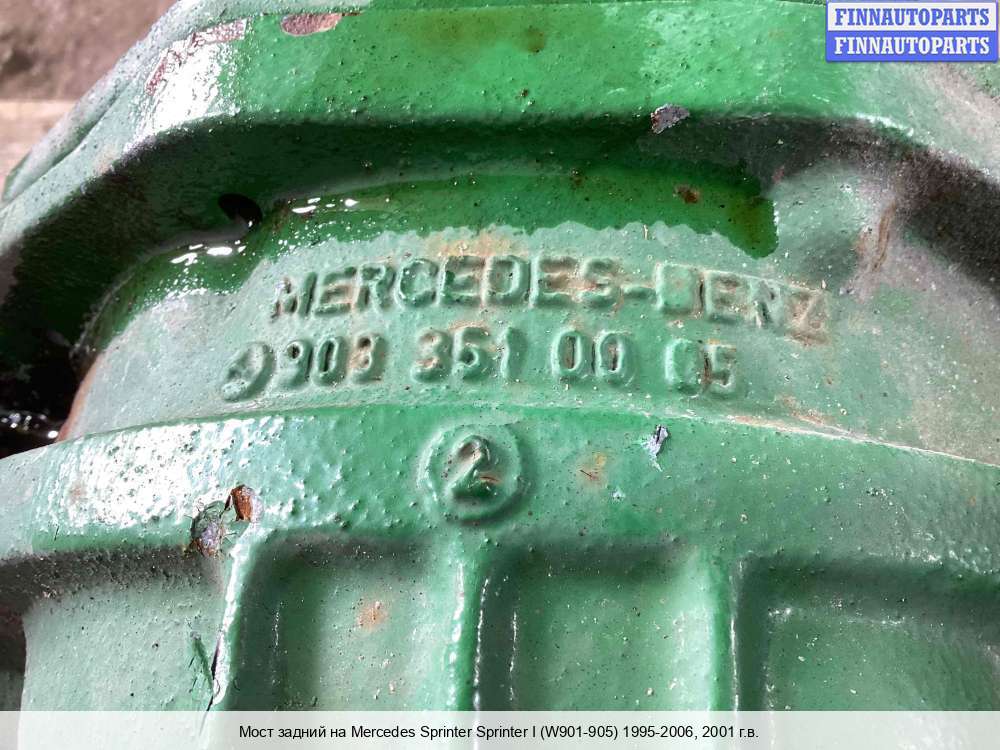 FINNAUTOPARTS
FINNAUTOPARTS
MERCEDES-BENZ
903 351 00 05
2
Мост задний на Mercedes Sprinter Sprinter I (W901-905) 1995-2006, 2001 г.в.